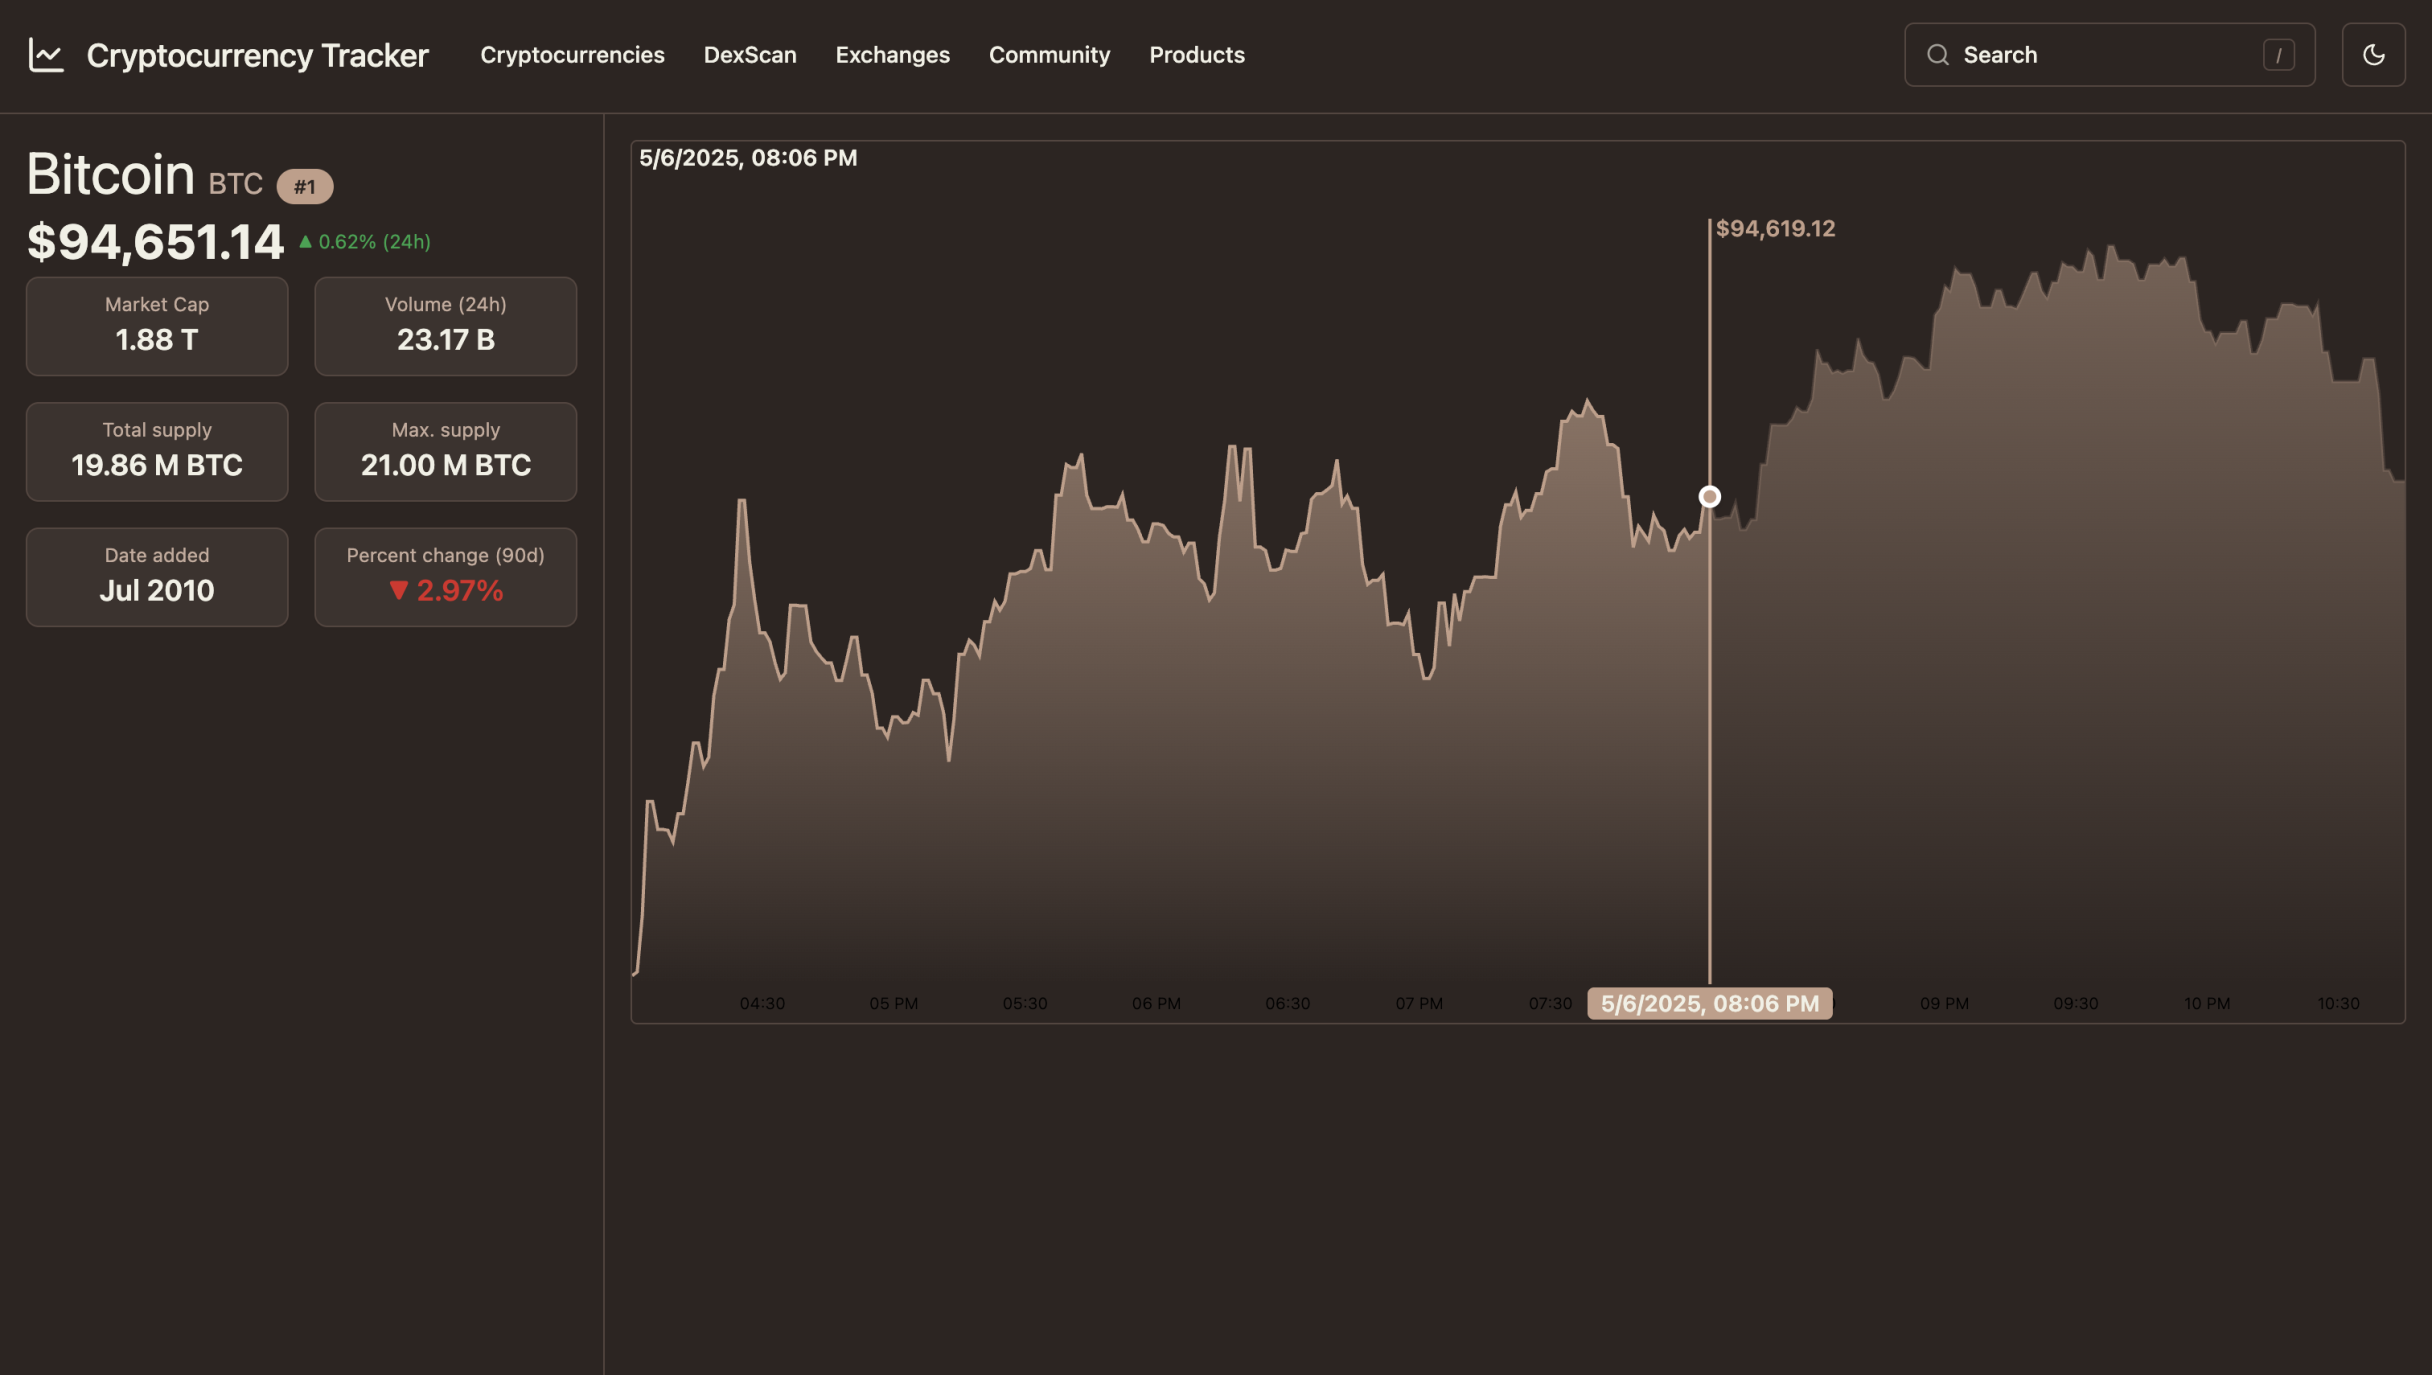 Cryptocurrency Tracker
Cryptocurrencies
DexScan
Exchanges
Community
Products
Search
/
Bitcoin BTC #1
$94,651.14 ▲ 0.62% (24h)
Market Cap
1.88 T
Volume (24h)
23.17 B
Total supply
19.86 M BTC
Max. supply
21.00 M BTC
Date added
Jul 2010
Percent change (90d)
▼ 2.97%
5/6/2025, 08:06 PM
$94,619.12
04:30
05 PM
05:30
06 PM
06:30
07 PM
07:30
5/6/2025, 08:06 PM
09 PM
09:30
10 PM
10:30